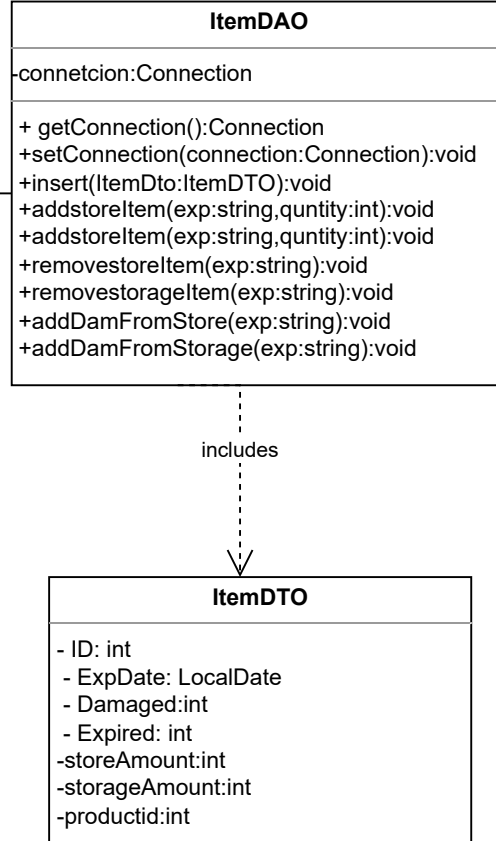 ItemDAO
-connetcion:Connection
+ getConnection():Connection
+setConnection(connection:Connection):void
+insert(ItemDto:ItemDTO):void
+addstoreItem(exp:string,quntity:int):void
+addstoreItem(exp:string,quntity:int):void
+removestoreItem(exp:string):void
+removestorageItem(exp:string):void
+addDamFromStore(exp:string):void
+addDamFromStorage(exp:string):void
includes
ItemDTO
- ID: int
- ExpDate: LocalDate
- Damaged:int
- Expired: int
-storeAmount:int
-storageAmount:int
-productid:int